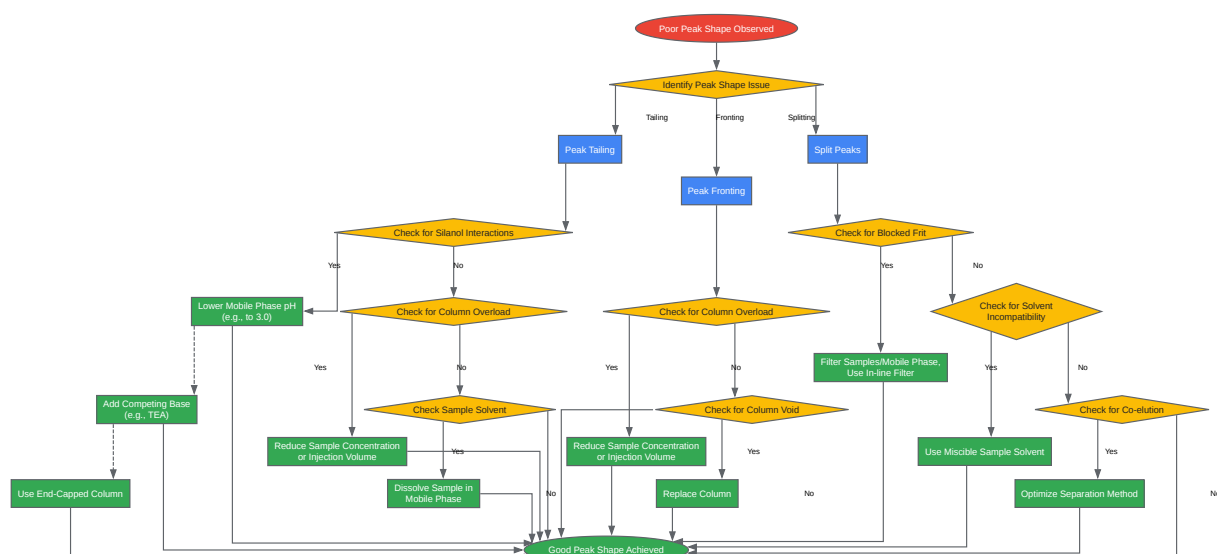 Poor Peak Shape Observed
Identify Peak Shape Issue
Tailing
Fronting
Splitting
Peak Tailing
Split Peaks
Peak Fronting
Check for Silanol Interactions
Check for Blocked Frit
Yes
No
Yes
No
Lower Mobile Phase pH
(e.g., to 3.0)
Check for Column Overload
Check for Column Overload
Check for Solvent
Incompatibility
Yes
No
Yes
No
Filter Samples/Mobile Phase,
Use In-line Filter
Yes
No
Add Competing Base
(e.g., TEA)
Check Sample Solvent
Check for Column Void
Check for Co-elution
Reduce Sample Concentration
or Injection Volume
Yes
Reduce Sample Concentration
or Injection Volume
Yes
Use Miscible Sample Solvent
Yes
Use End-Capped Column
Dissolve Sample in
Mobile Phase
No
Replace Column
No
Optimize Separation Method
Good Peak Shape Achieved